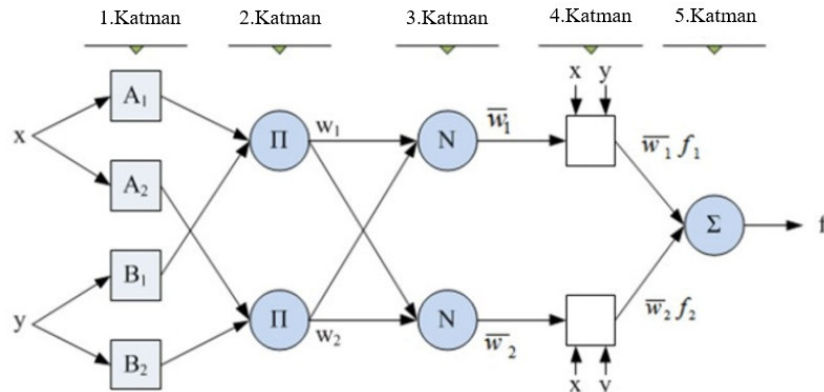 1.Katman 2.Katman 3.Katman 4.Katman 5.Katman
x y
A₁
w₁ w̅₁
x Π N w̅₁ f₁
A₂
Σ f
B₁
w̅₂ f₂
y Π N
w₂ w̅₂
B₂
x y